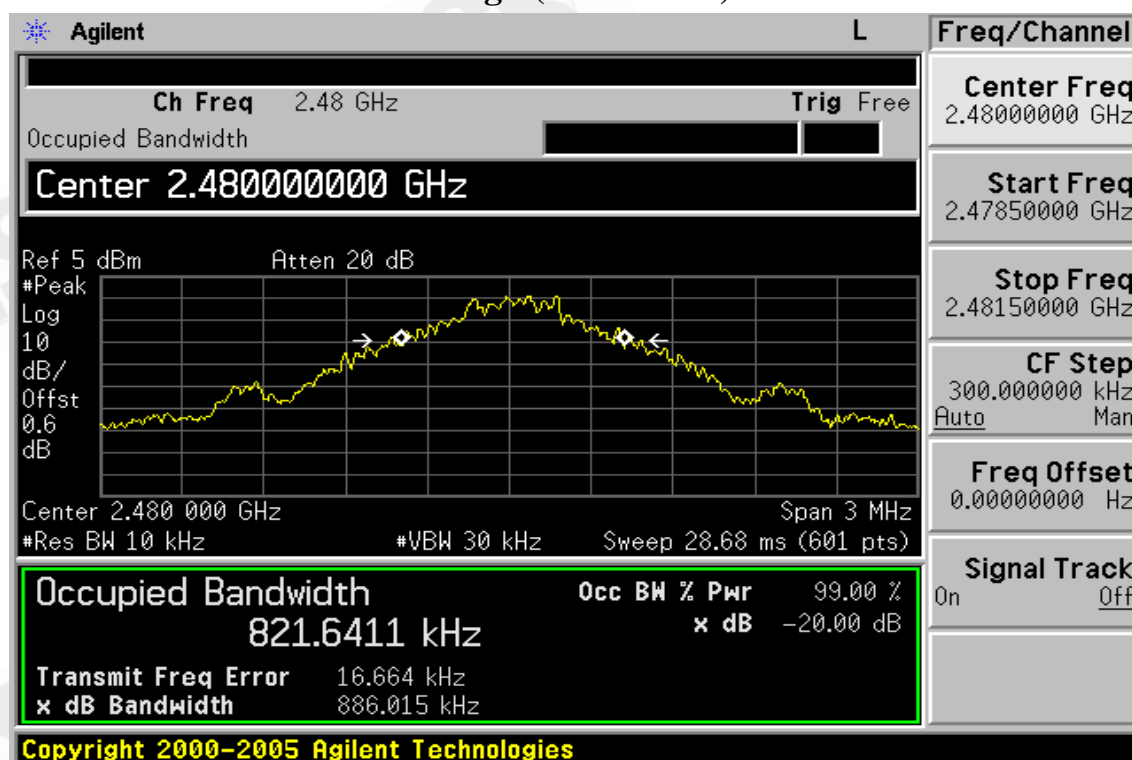 Agilent L Freq/Channel
Ch Freq 2.48 GHz Trig Free
Occupied Bandwidth
Center 2.480000000 GHz
Ref 5 dBm Atten 20 dB
#Peak
Log
10
dB/
Offst
0.6
dB
Center 2.480 000 GHz Span 3 MHz
#Res BW 10 kHz #VBW 30 kHz Sweep 28.68 ms (601 pts)
Occupied Bandwidth Occ BW % Pwr 99.00 %
821.6411 kHz x dB -20.00 dB
Transmit Freq Error 16.664 kHz
x dB Bandwidth 886.015 kHz
Center Freq
2.48000000 GHz
Start Freq
2.47850000 GHz
Stop Freq
2.48150000 GHz
CF Step
300.000000 kHz
Auto Man
Freq Offset
0.00000000 Hz
Signal Track
On Off
Copyright 2000-2005 Agilent Technologies